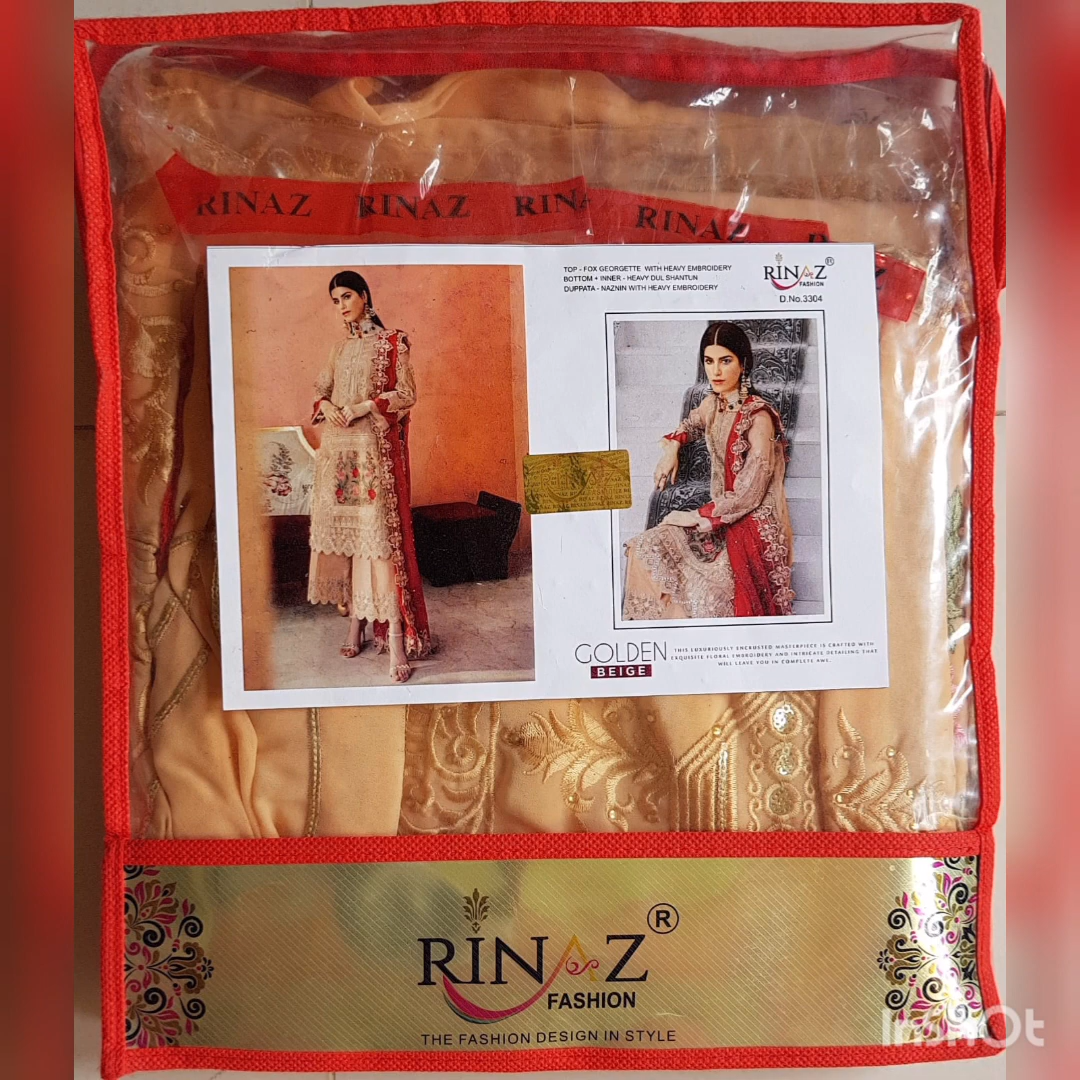 RINAZ RINAZ RINA
RINAZ
TOP - FOX GEORGETTE WITH HEAVY EMBROIDERY
BOTTOM + INNER - HEAVY DUL SHANTUN
DUPPATA - NAZNIN WITH HEAVY EMBROIDERY
RINAZ®
FASHION
D.No.3304
GOLDEN
BEIGE
THIS LUXURIOUSLY ENCRUSTED MASTERPIECE IS CRAFTED WITH
EXQUISITE FLORAL EMBROIDERY AND INTRICATE DETAILING THAT
WILL LEAVE YOU IN COMPLETE AWE.
RINAZ®
FASHION
THE FASHION DESIGN IN STYLE
InShOt